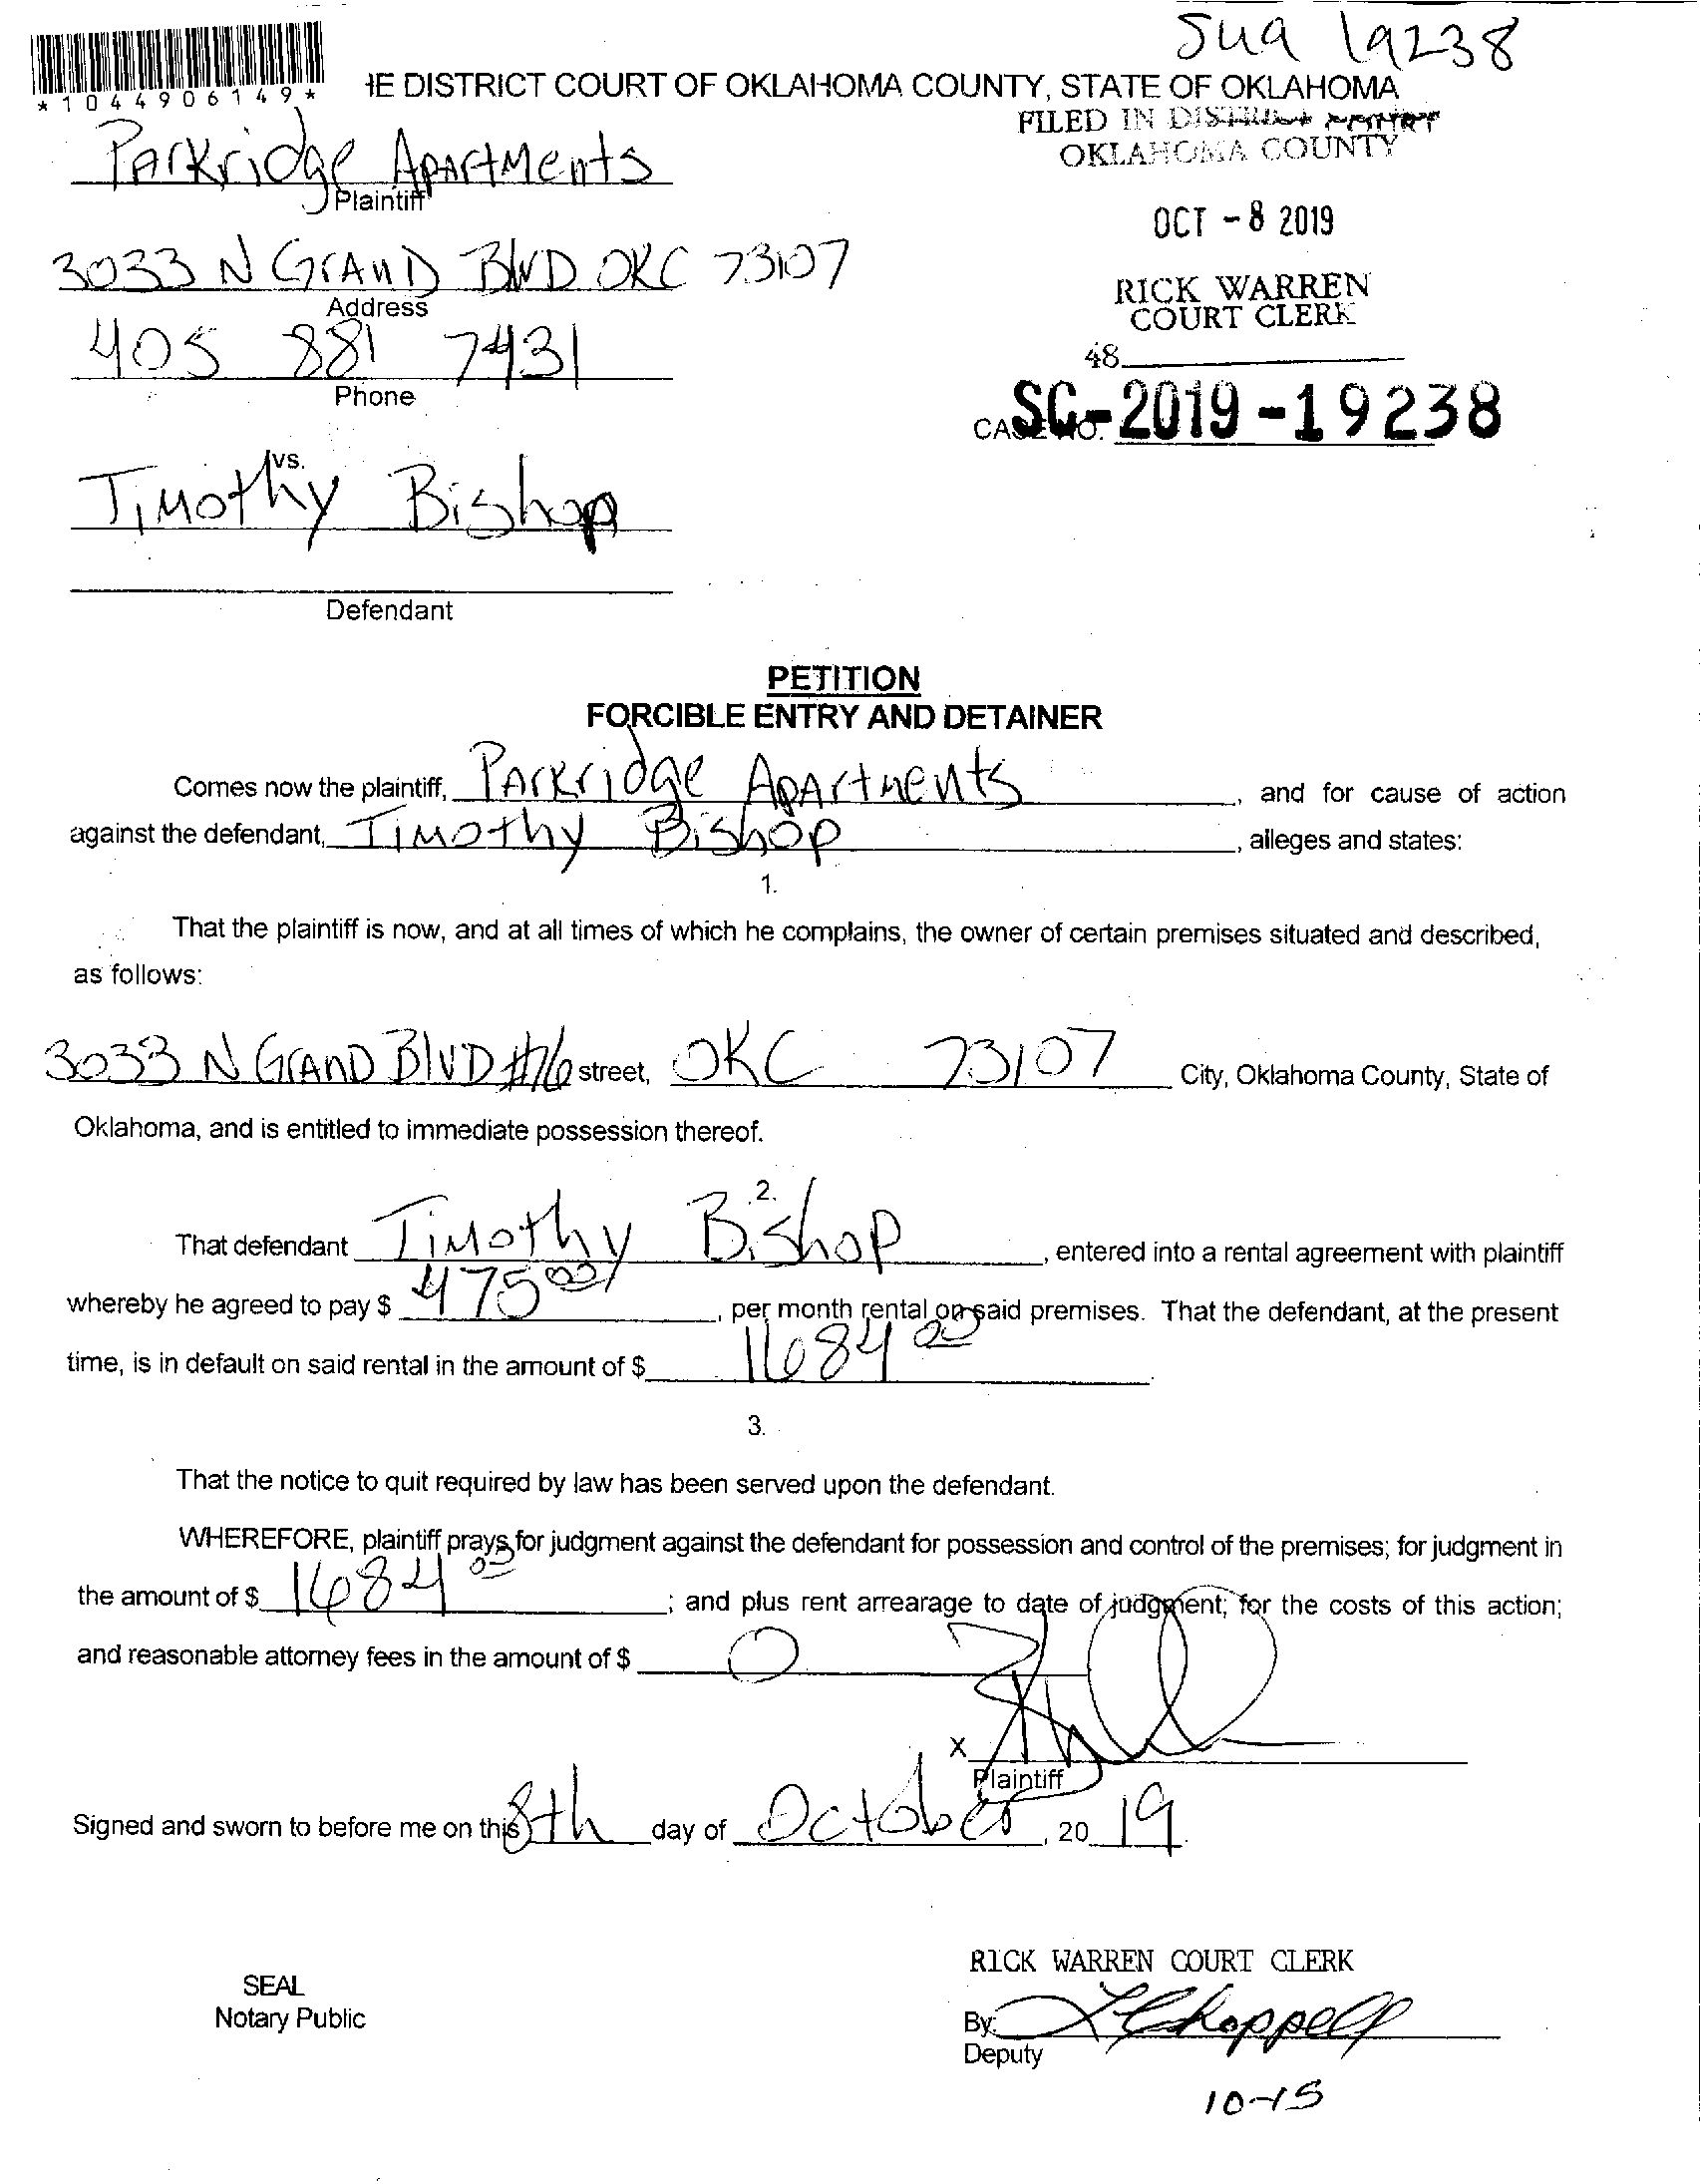 Sua 19238
*1044906149*
HE DISTRICT COURT OF OKLAHOMA COUNTY, STATE OF OKLAHOMA
FILED IN DISTRICT COURT
OKLAHOMA COUNTY
Parkridge Apartments
Plaintiff
OCT -8 2019
3033 N GRAND BLVD OKC 73107
Address
RICK WARREN
COURT CLERK
405 881 7431
Phone
48
CASE NO. SC-2019-19238
vs.
Timothy Bishop
Defendant
PETITION
FORCIBLE ENTRY AND DETAINER
Comes now the plaintiff, Parkridge Apartments, and for cause of action
against the defendant, Timothy Bishop, alleges and states:
1.
That the plaintiff is now, and at all times of which he complains, the owner of certain premises situated and described,
as follows:
3033 N GRAND BLVD #76 street, OKC 73107 City, Oklahoma County, State of
Oklahoma, and is entitled to immediate possession thereof.
2.
That defendant Timothy Bishop, entered into a rental agreement with plaintiff
whereby he agreed to pay $ 475 00, per month rental on said premises. That the defendant, at the present
time, is in default on said rental in the amount of $ 1684 00.
3.
That the notice to quit required by law has been served upon the defendant.
WHEREFORE, plaintiff prays for judgment against the defendant for possession and control of the premises; for judgment in
the amount of $ 1684 00; and plus rent arrearage to date of judgment; for the costs of this action;
and reasonable attorney fees in the amount of $ 0
X
Plaintiff
Signed and sworn to before me on this 8th day of October, 20 19.
RICK WARREN COURT CLERK
SEAL
Notary Public
By: L Chappell
Deputy
10-15